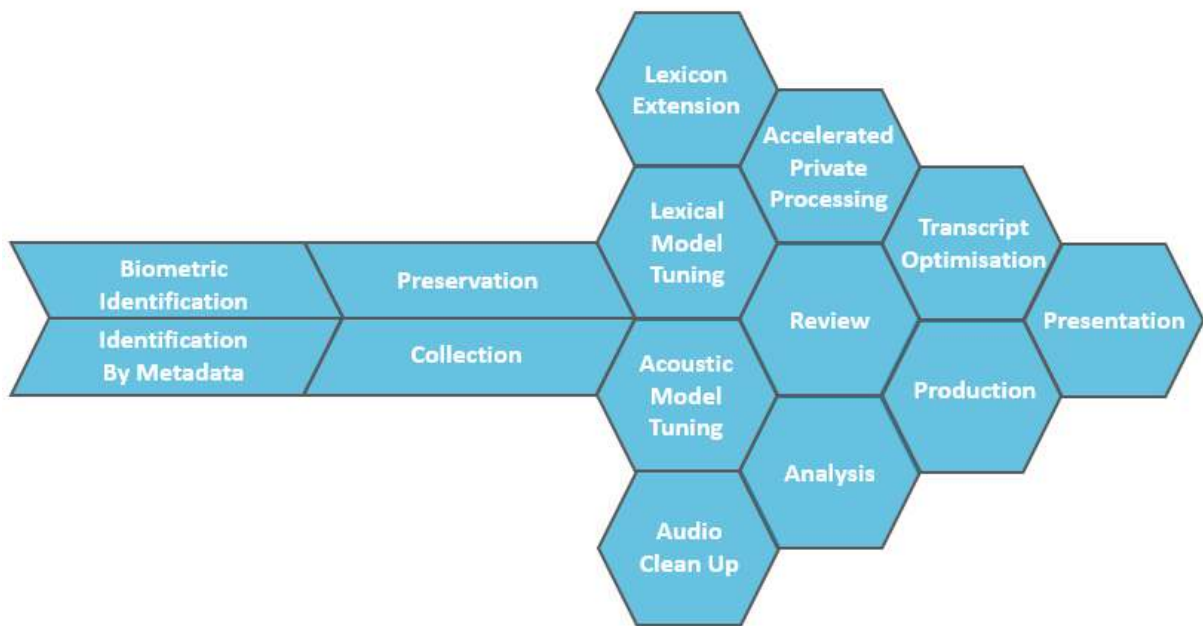 Lexicon
Extension
Accelerated
Private
Processing
Lexical
Model
Tuning
Transcript
Optimisation
Biometric
Identification
Preservation
Review
Presentation
Identification
By Metadata
Collection
Acoustic
Model
Tuning
Production
Analysis
Audio
Clean Up